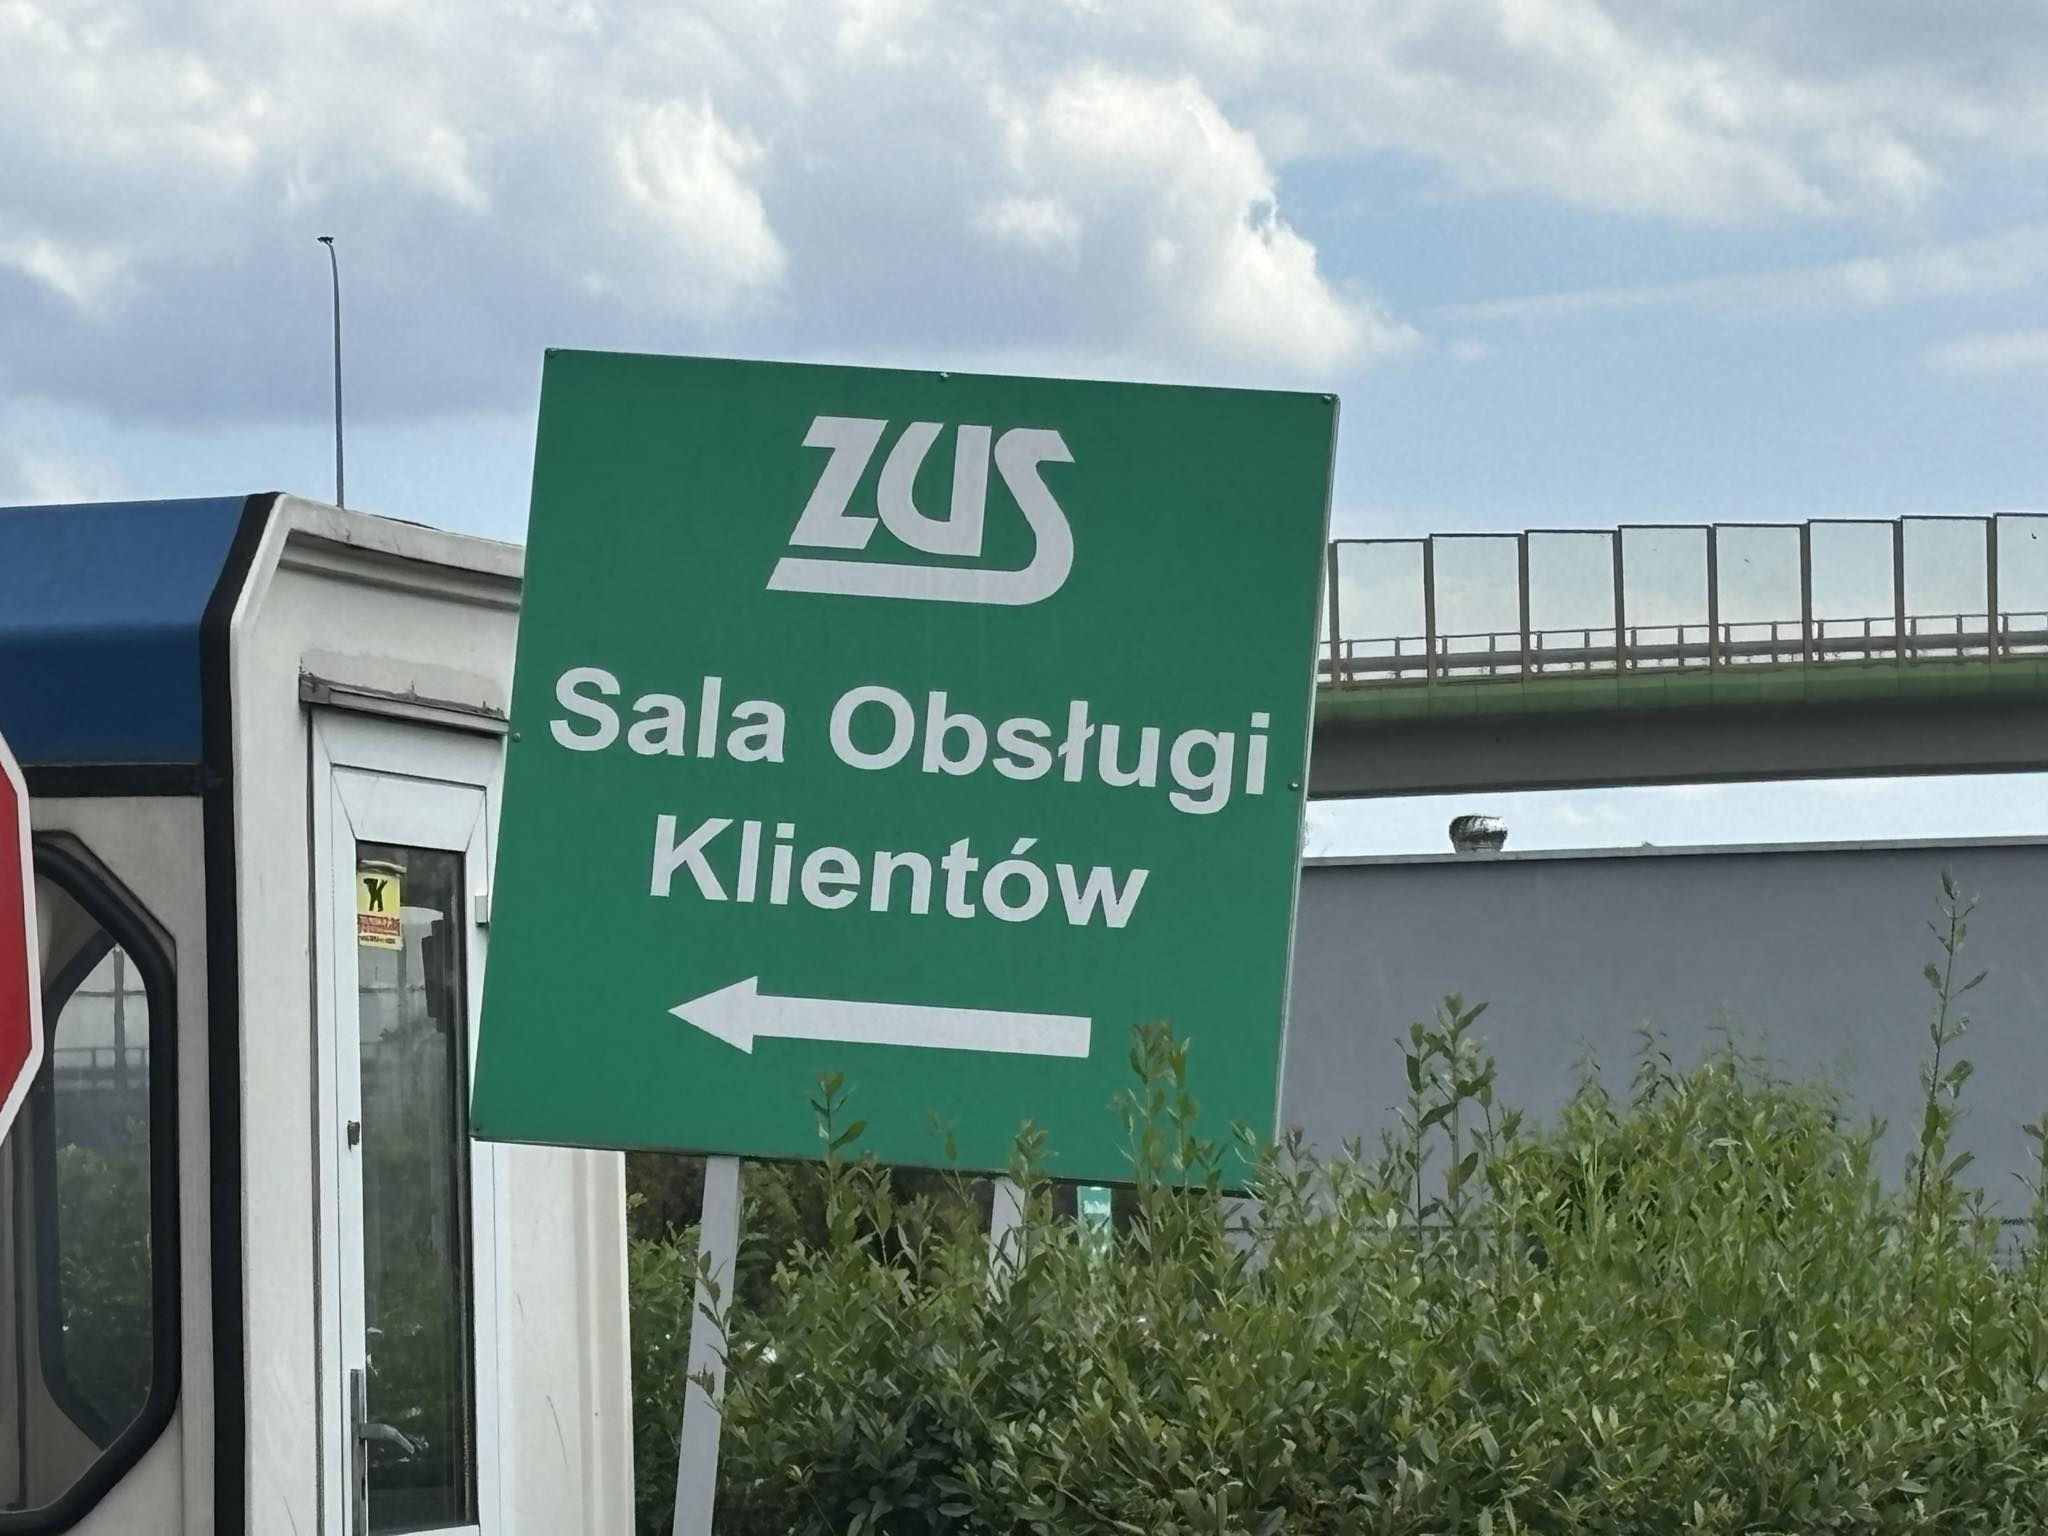 ZUS
Sala Obsługi
Klientów